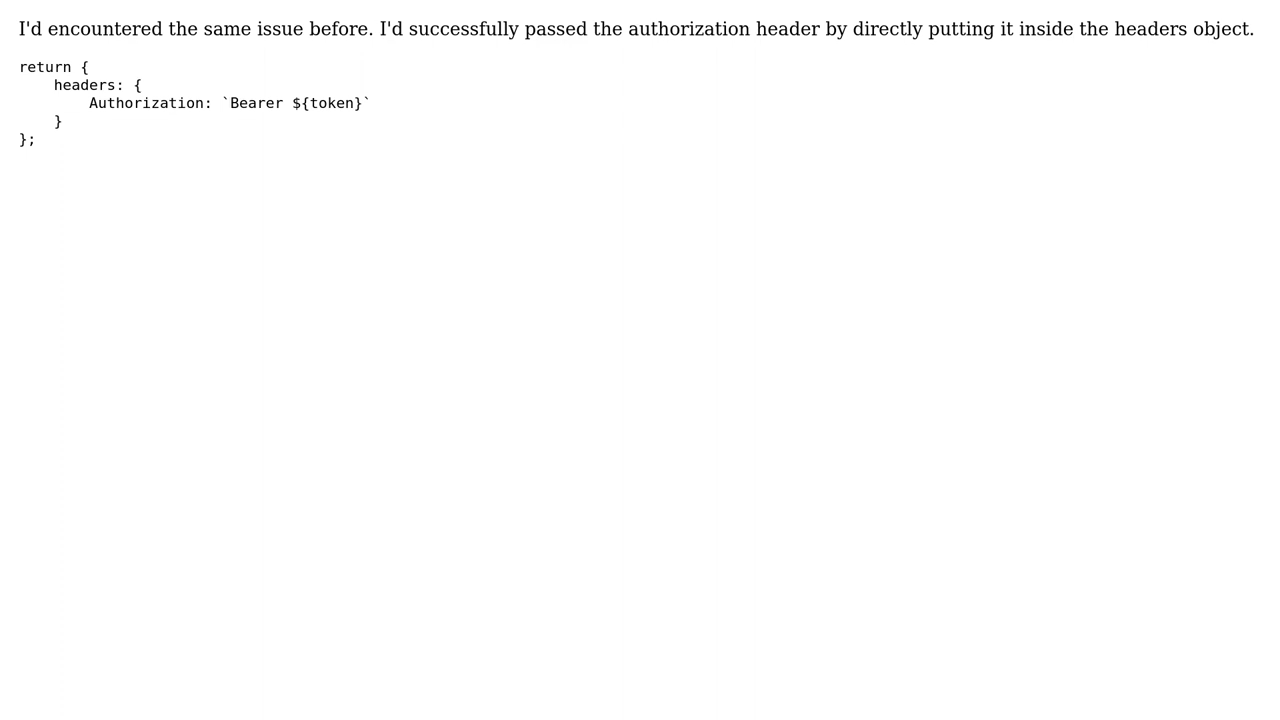 I'd encountered the same issue before. I'd successfully passed the authorization header by directly putting it inside the headers object.
return {
    headers: {
        Authorization: `Bearer ${token}`
    }
};